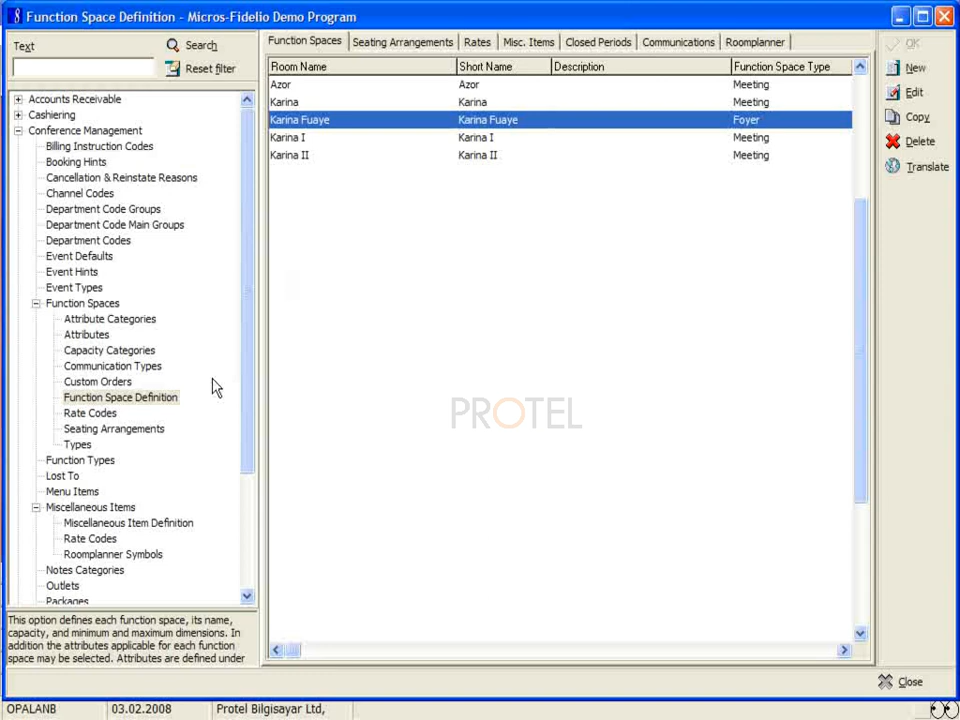 Function Space Definition - Micros-Fidelio Demo Program
Text
Search
Reset filter
Accounts Receivable
Cashiering
Conference Management
Billing Instruction Codes
Booking Hints
Cancellation & Reinstate Reasons
Channel Codes
Department Code Groups
Department Code Main Groups
Department Codes
Event Defaults
Event Hints
Event Types
Function Spaces
Attribute Categories
Attributes
Capacity Categories
Communication Types
Custom Orders
Function Space Definition
Rate Codes
Seating Arrangements
Types
Function Types
Lost To
Menu Items
Miscellaneous Items
Miscellaneous Item Definition
Rate Codes
Roomplanner Symbols
Notes Categories
Outlets
Packages
This option defines each function space, its name,
capacity, and minimum and maximum dimensions. In
addition the attributes applicable for each function
space may be selected. Attributes are defined under
Function Spaces Seating Arrangements Rates Misc. Items Closed Periods Communications Roomplanner
Room Name Short Name Description Function Space Type
Azor Azor Meeting
Karina Karina Meeting
Karina Fuaye Karina Fuaye Foyer
Karina I Karina I Meeting
Karina II Karina II Meeting
PROTEL
OK
New
Edit
Copy
Delete
Translate
Close
OPALANB 03.02.2008 Protel Bilgisayar Ltd,